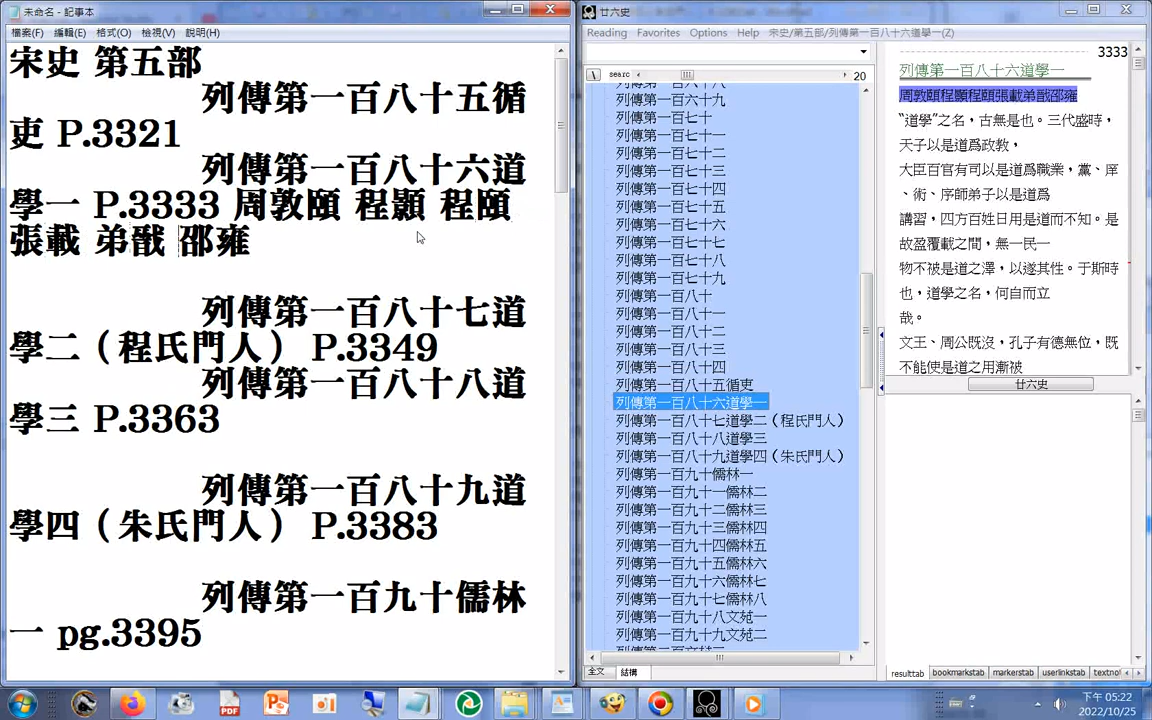 未命名 - 記事本
檔案(F) 編輯(E) 格式(O) 檢視(V) 說明(H)
宋史 第五部
列傳第一百八十五循
吏 P.3321
列傳第一百八十六道
學一 P.3333 周敦頤 程顥 程頤
張載 弟戩 邵雍
列傳第一百八十七道
學二（程氏門人） P.3349
列傳第一百八十八道
學三 P.3363
列傳第一百八十九道
學四（朱氏門人） P.3383
列傳第一百九十儒林
一 pg.3395
廿六史
Reading Favorites Options Help 宋史/第五部/列傳第一百八十六道學一(Z)
\ searc 20
列傳第一百六十九
列傳第一百七十
列傳第一百七十一
列傳第一百七十二
列傳第一百七十三
列傳第一百七十四
列傳第一百七十五
列傳第一百七十六
列傳第一百七十七
列傳第一百七十八
列傳第一百七十九
列傳第一百八十
列傳第一百八十一
列傳第一百八十二
列傳第一百八十三
列傳第一百八十四
列傳第一百八十五循吏
列傳第一百八十六道學一
列傳第一百八十七道學二（程氏門人）
列傳第一百八十八道學三
列傳第一百八十九道學四（朱氏門人）
列傳第一百九十儒林一
列傳第一百九十一儒林二
列傳第一百九十二儒林三
列傳第一百九十三儒林四
列傳第一百九十四儒林五
列傳第一百九十五儒林六
列傳第一百九十六儒林七
列傳第一百九十七儒林八
列傳第一百九十八文苑一
列傳第一百九十九文苑二
全文 結構
3333
列傳第一百八十六道學一
周敦頤程顥程頤張載弟戩邵雍
“道學”之名，古無是也。三代盛時，
天子以是道爲政教，
大臣百官有司以是道爲職業，黨、庠
、術、序師弟子以是道爲
講習，四方百姓日用是道而不知。是
故盈覆載之間，無一民一
物不被是道之澤，以遂其性。于斯時
也，道學之名，何自而立
哉。
文王、周公既沒，孔子有德無位，既
不能使是道之用漸被
廿六史
resulttab bookmarkstab markerstab userlinkstab textno
下午 05:22
2022/10/25